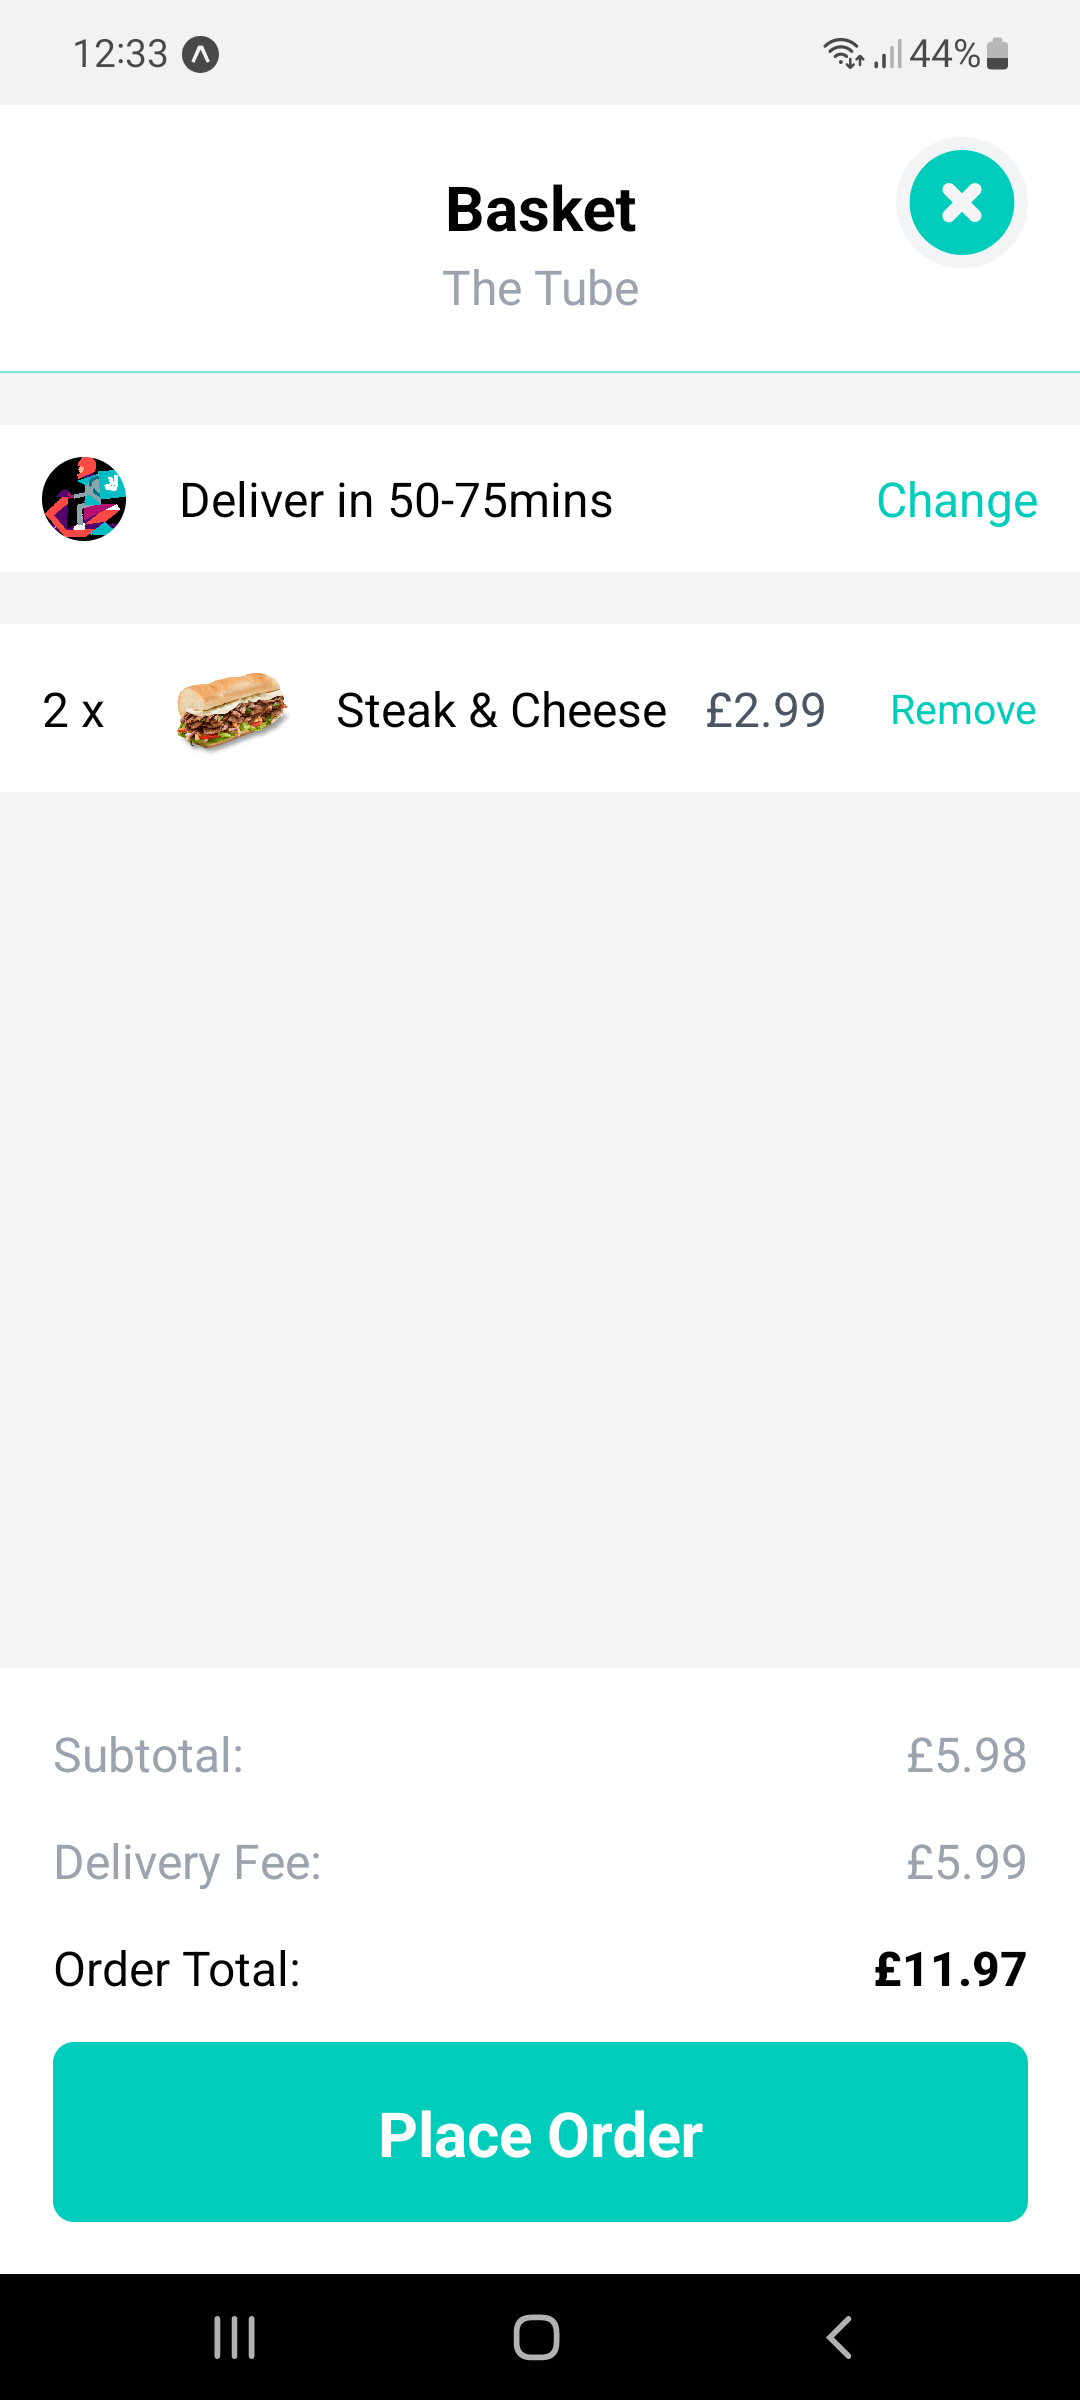 12:33
44%
Basket
The Tube
Deliver in 50-75mins
Change
2 x
Steak & Cheese
£2.99
Remove
Subtotal:
£5.98
Delivery Fee:
£5.99
Order Total:
£11.97
Place Order